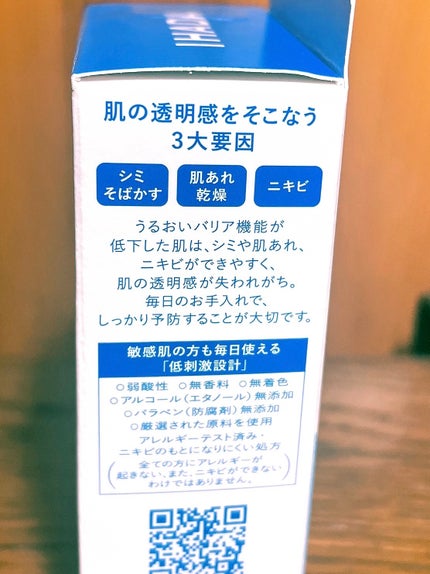 IHADA
肌の透明感をそこなう
3大要因
シミ
そばかす
肌あれ
乾燥
ニキビ
うるおいバリア機能が
低下した肌は、シミや肌あれ、
ニキビができやすく、
肌の透明感が失われがち。
毎日のお手入れで、
しっかり予防することが大切です。
敏感肌の方も毎日使える
「低刺激設計」
○弱酸性 ○無香料 ○無着色
○アルコール(エタノール)無添加
○パラベン(防腐剤)無添加
○厳選された原料を使用
アレルギーテスト済み・
ニキビのもとになりにくい処方
(全ての方にアレルギーが
起きない、また、ニキビができない
わけではありません。)